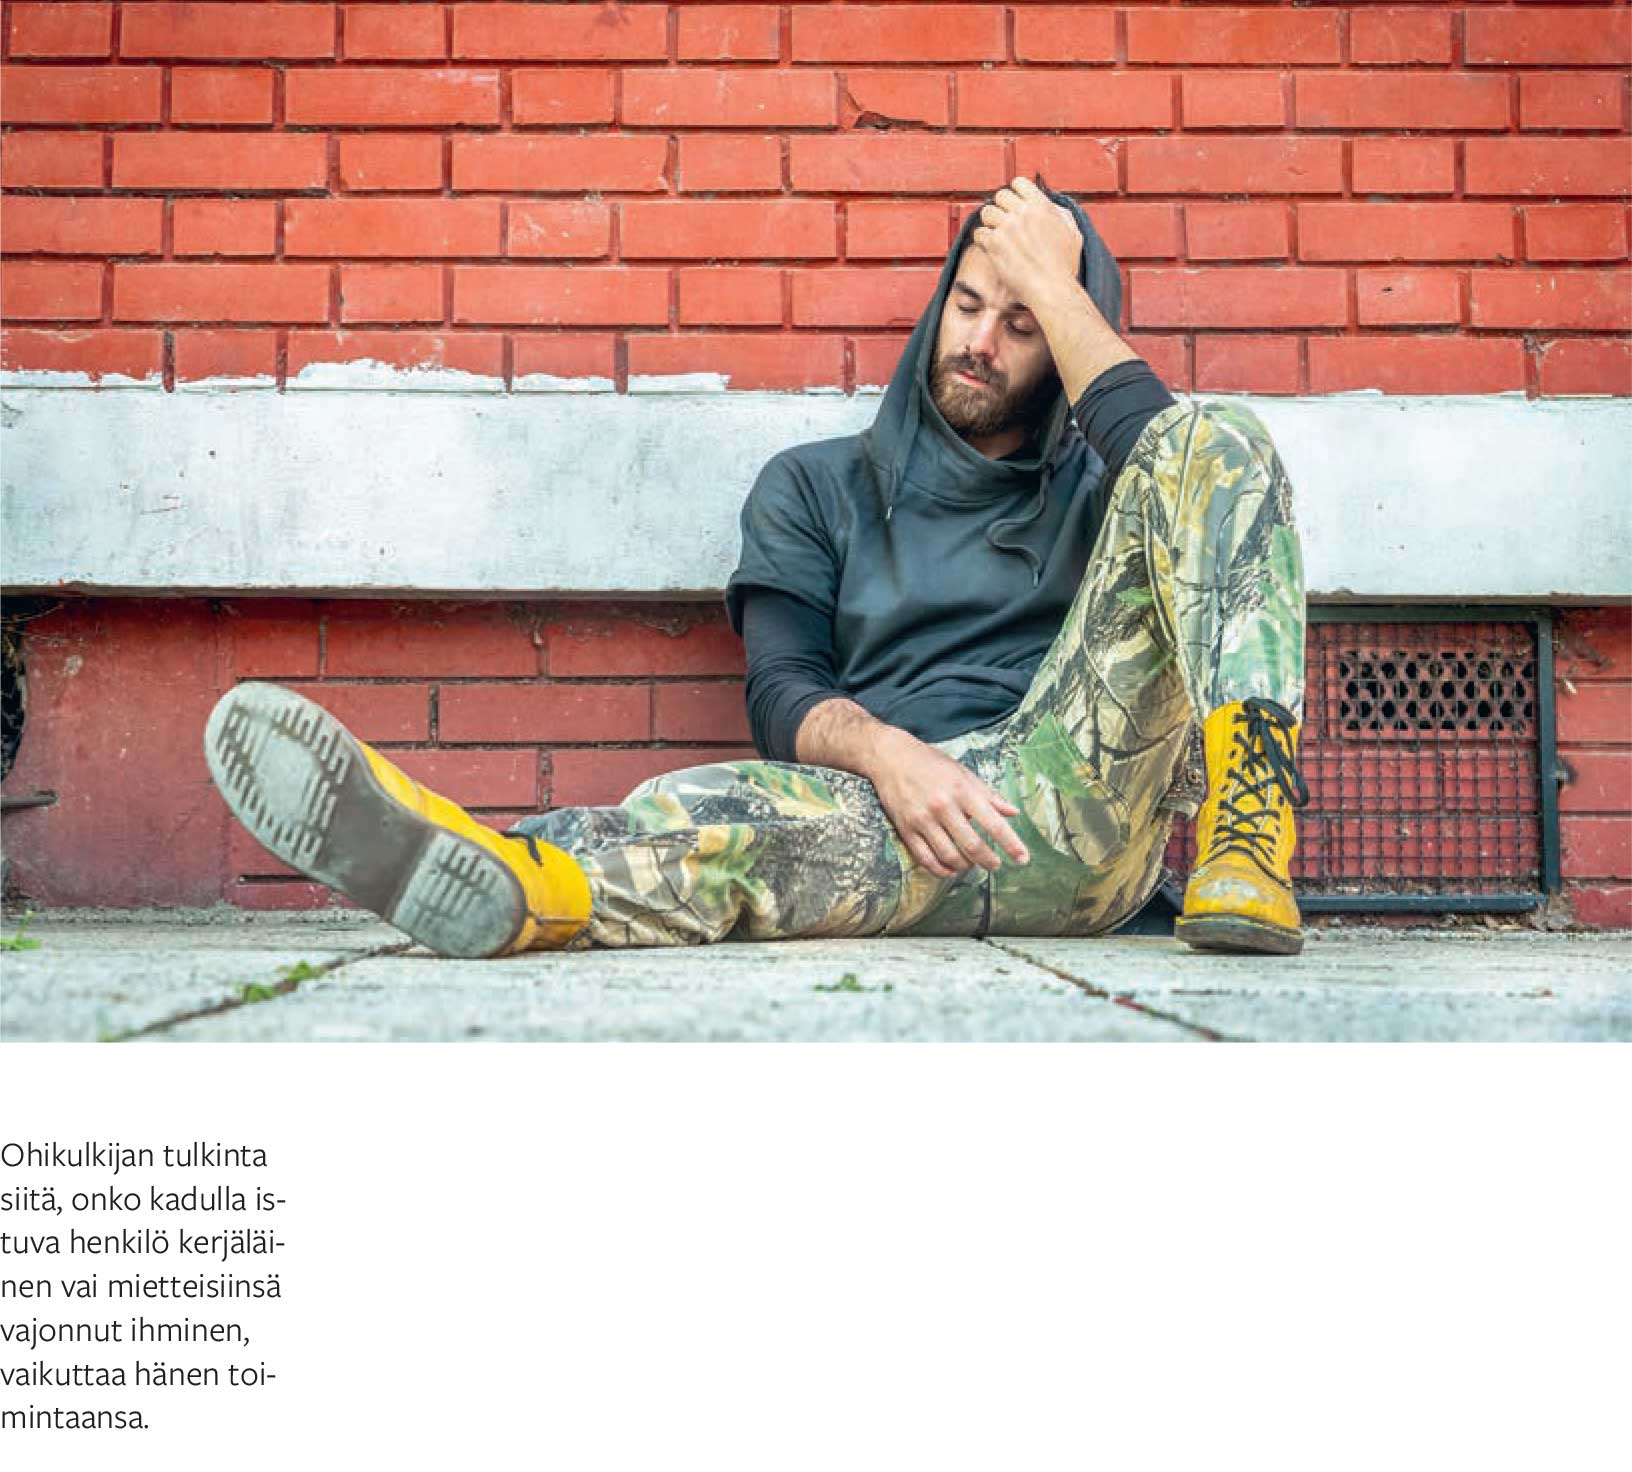 Ohikulkijan tulkinta
siitä, onko kadulla is-
tuva henkilö kerjäläi-
nen vai mietteisiinsä
vajonnut ihminen,
vaikuttaa hänen toi-
mintaansa.